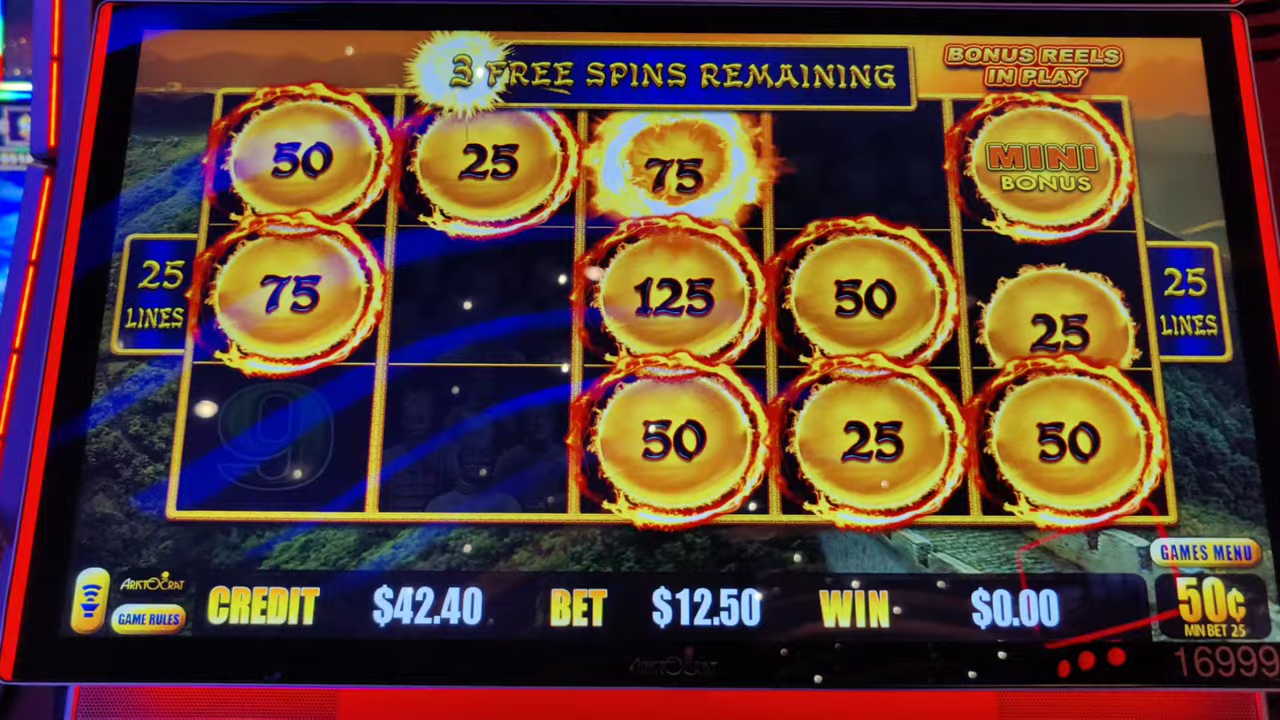 3 FREE SPINS REMAINING
BONUS REELS
IN PLAY
50
25
75
MINI
BONUS
25
LINES
75
125
50
25
25
LINES
9
50
25
50
GAMES MENU
ARISTOCRAT
GAME RULES
CREDIT $42.40 BET $12.50 WIN $0.00
50¢
MIN BET 25
ARISTOCRAT
16999